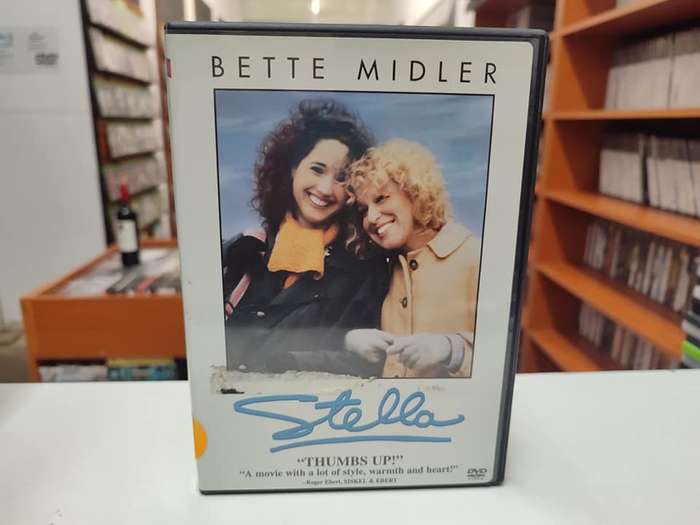 BETTE MIDLER
Stella
"THUMBS UP!"
"A movie with a lot of style, warmth and heart!"
-Roger Ebert, SISKEL & EBERT
DVD